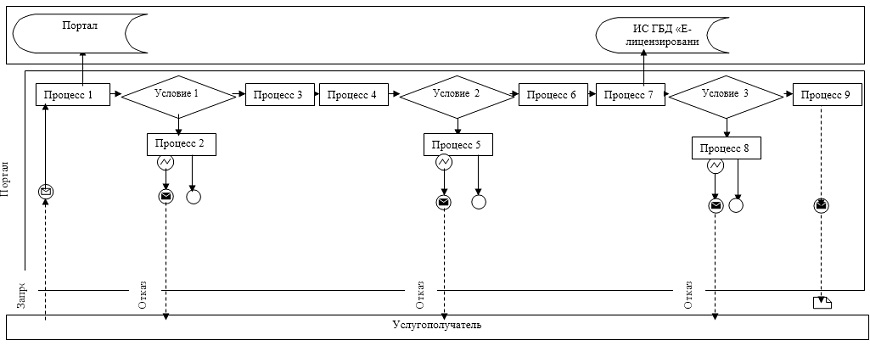 Портал
ИС ГБД «Е-
лицензировани
Процесс 1
Условие 1
Процесс 3
Процесс 4
Условие 2
Процесс 6
Процесс 7
Условие 3
Процесс 9
Процесс 2
Процесс 5
Процесс 8
Портал
Отказ
Отказ
Отказ
Услугополучатель